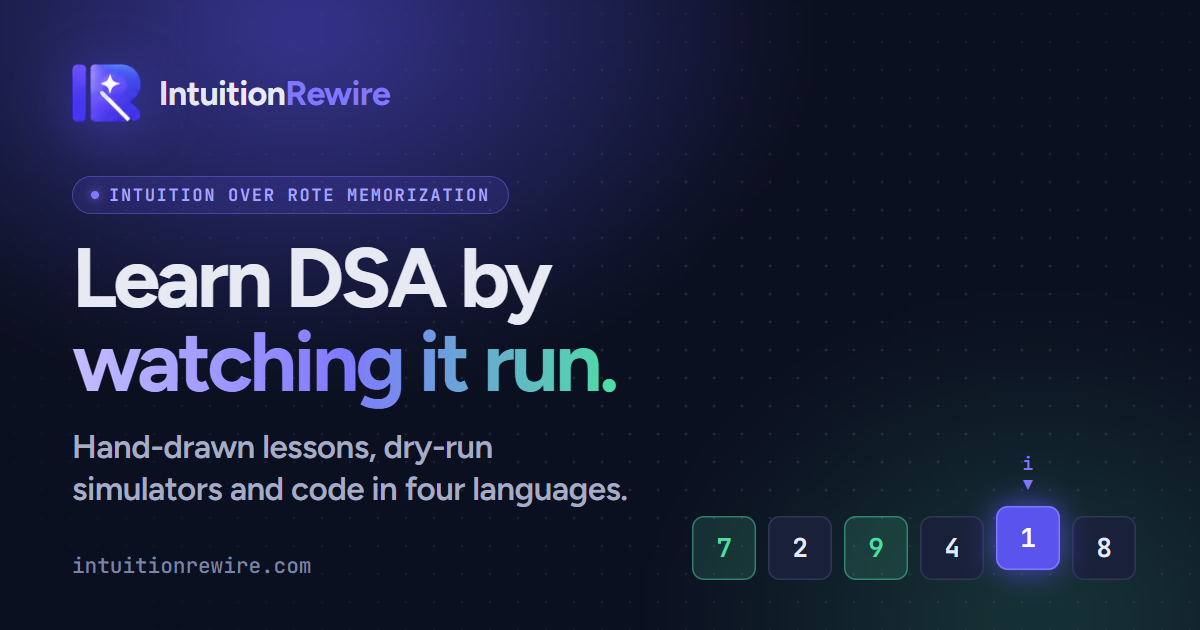 IntuitionRewire
INTUITION OVER ROTE MEMORIZATION
Learn DSA by
watching it run.
Hand-drawn lessons, dry-run
simulators and code in four languages.
i
7 2 9 4 1 8
intuitionrewire.com